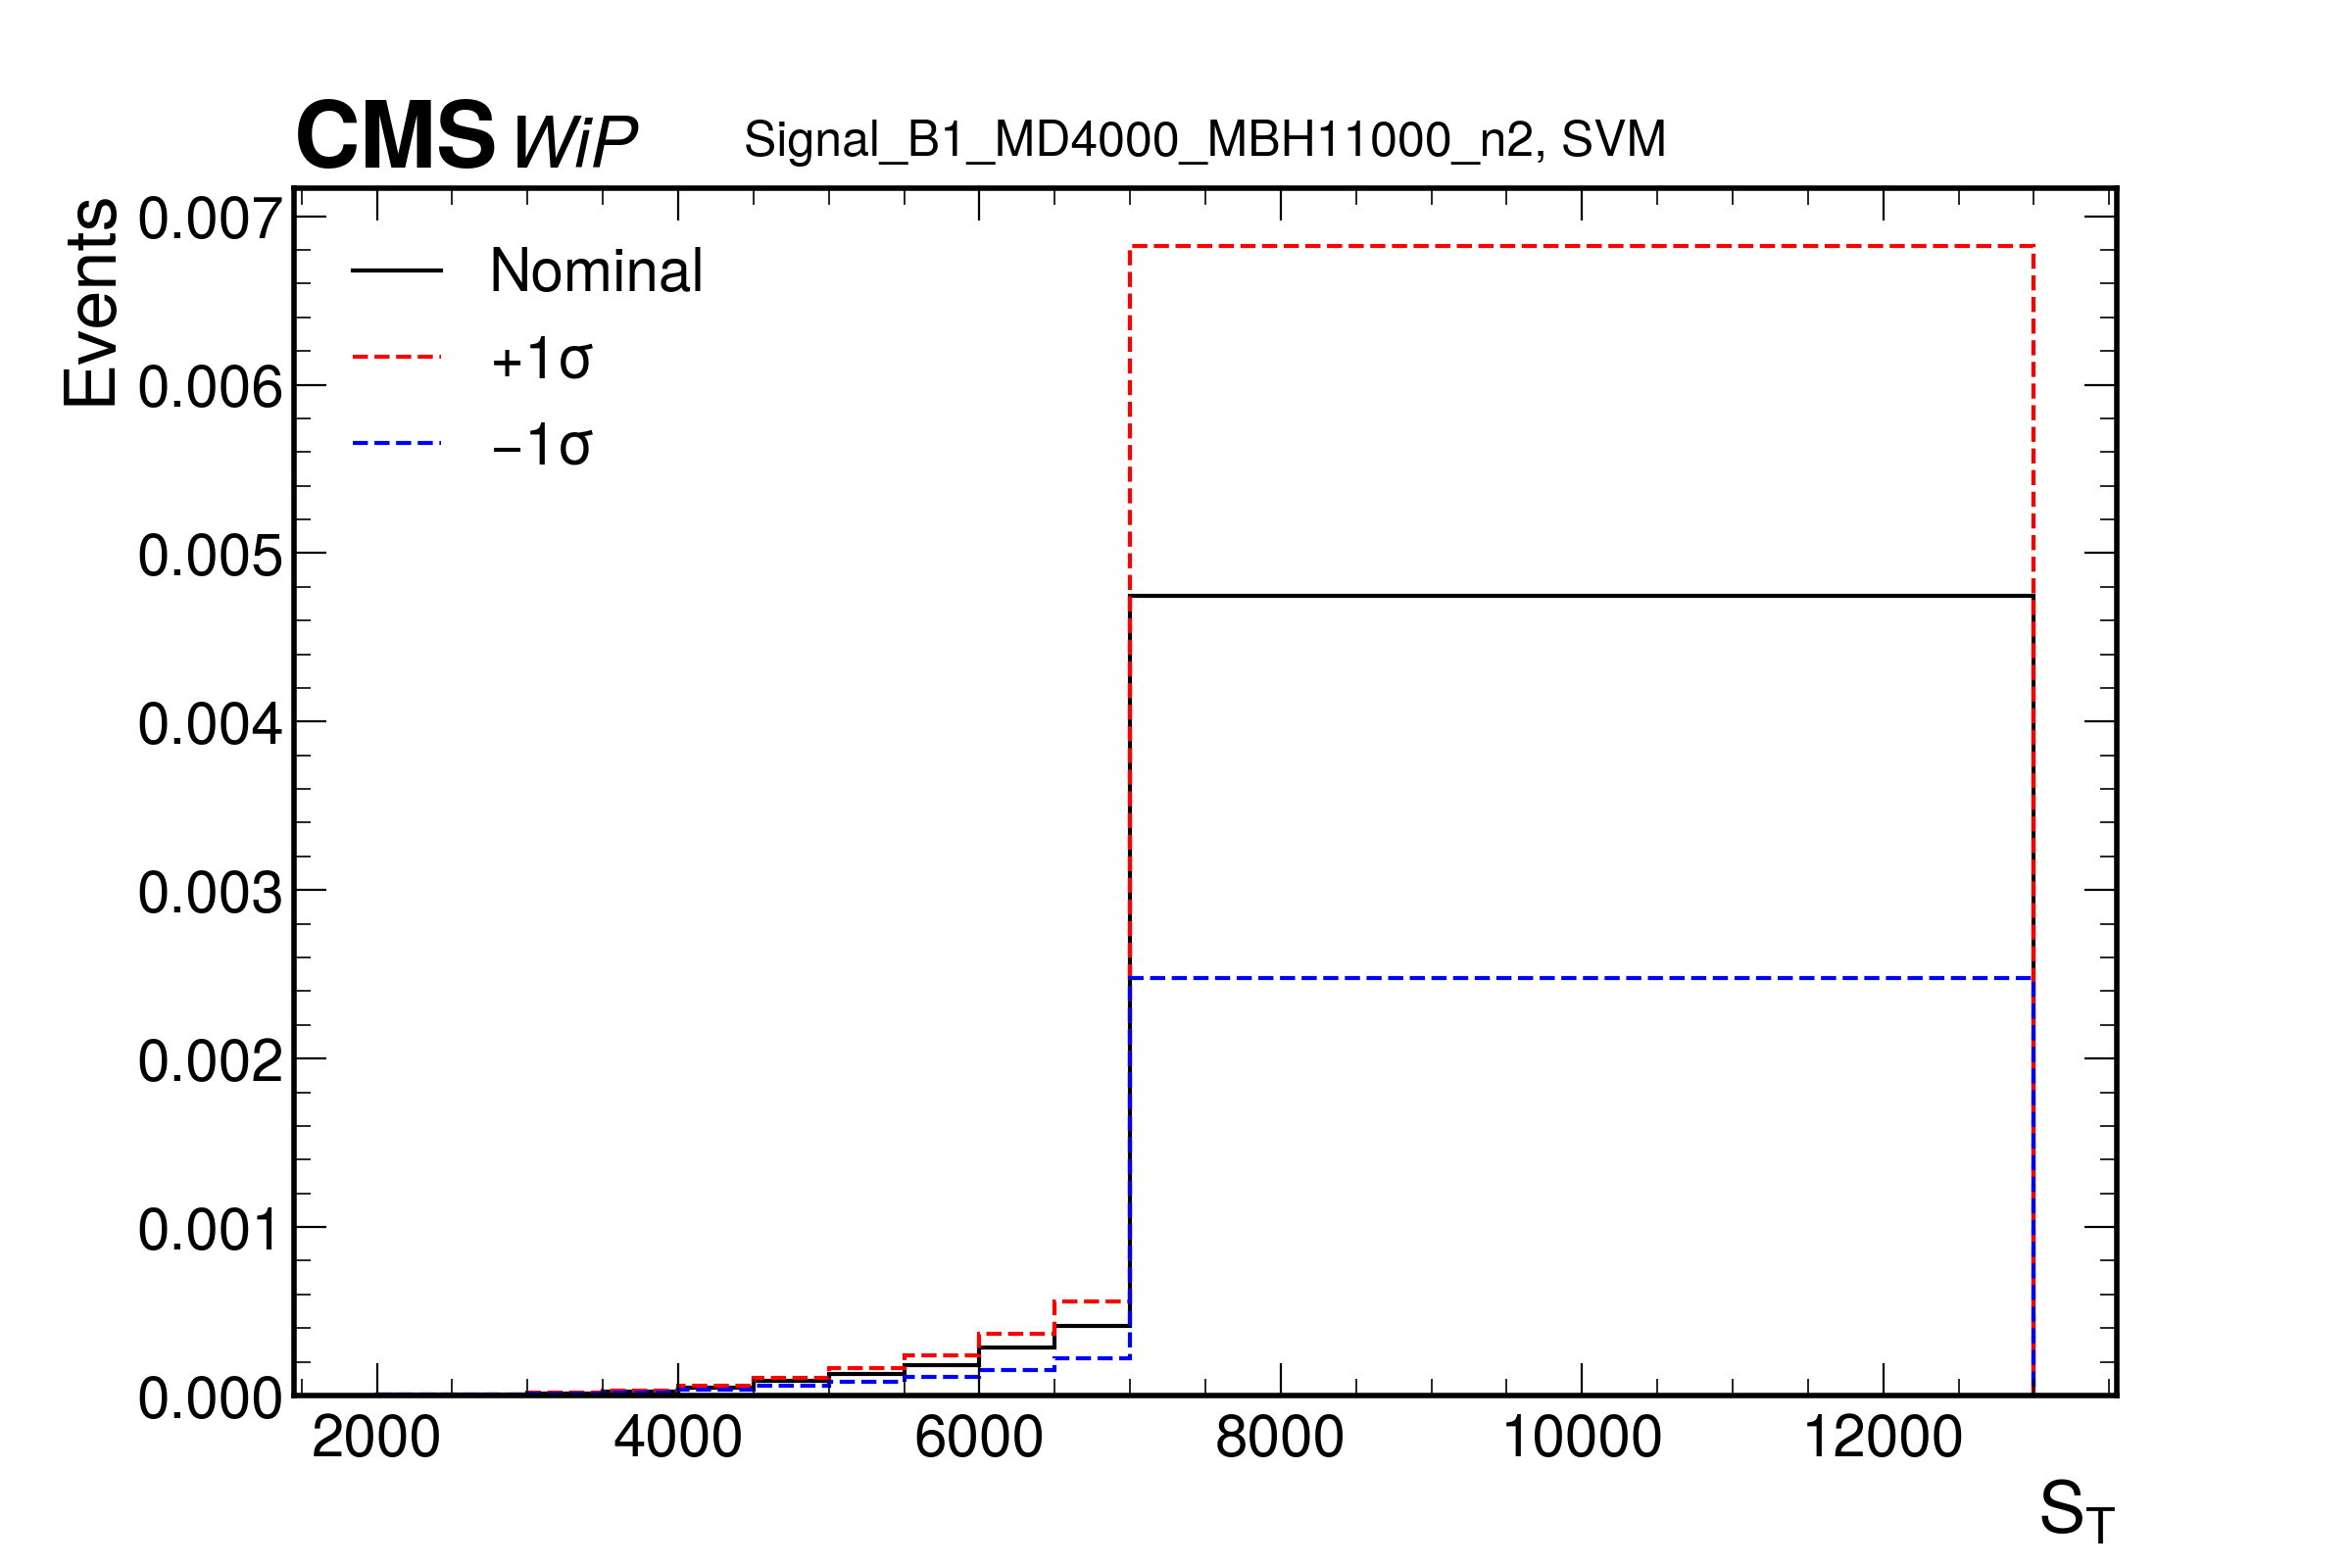 CMS WiP Signal_B1_MD4000_MBH11000_n2, SVM
Events
0.007
0.006
0.005
0.004
0.003
0.002
0.001
0.000
Nominal
+1σ
−1σ
2000 4000 6000 8000 10000 12000
S_T